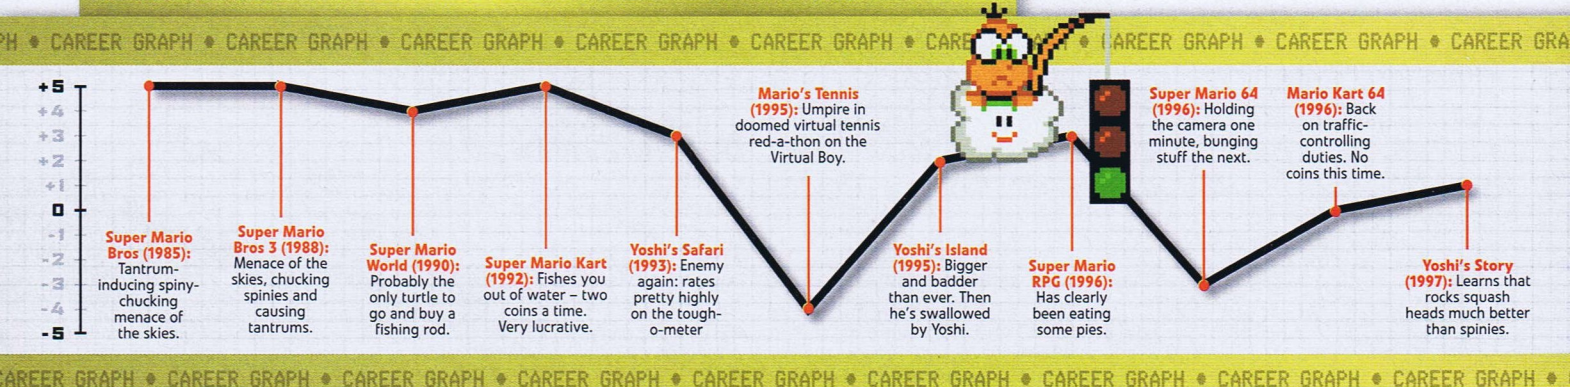 PH • CAREER GRAPH • CAREER GRAPH • CAREER GRAPH • CAREER GRAPH • CAREER GRAPH • CAREER GRAPH • CAREER GRAPH • CAREER GRA
+5
+4
+3
+2
+1
0
-1
-2
-3
-4
-5
Super Mario
Bros (1985):
Tantrum-
inducing spiny-
chucking
menace of
the skies.
Super Mario
Bros 3 (1988):
Menace of the
skies, chucking
spinies and
causing
tantrums.
Super Mario
World (1990):
Probably the
only turtle to
go and buy a
fishing rod.
Super Mario Kart
(1992): Fishes you
out of water – two
coins a time.
Very lucrative.
Yoshi's Safari
(1993): Enemy
again: rates
pretty highly
on the tough-
o-meter
Mario's Tennis
(1995): Umpire in
doomed virtual tennis
red-a-thon on the
Virtual Boy.
Yoshi's Island
(1995): Bigger
and badder
than ever. Then
he's swallowed
by Yoshi.
Super Mario
RPG (1996):
Has clearly
been eating
some pies.
Super Mario 64
(1996): Holding
the camera one
minute, bunging
stuff the next.
Mario Kart 64
(1996): Back
on traffic-
controlling
duties. No
coins this time.
Yoshi's Story
(1997): Learns that
rocks squash
heads much better
than spinies.
CAREER GRAPH • CAREER GRAPH • CAREER GRAPH • CAREER GRAPH • CAREER GRAPH • CAREER GRAPH • CAREER GRAPH • CAREER GRAPH • CAREER GRAPH •